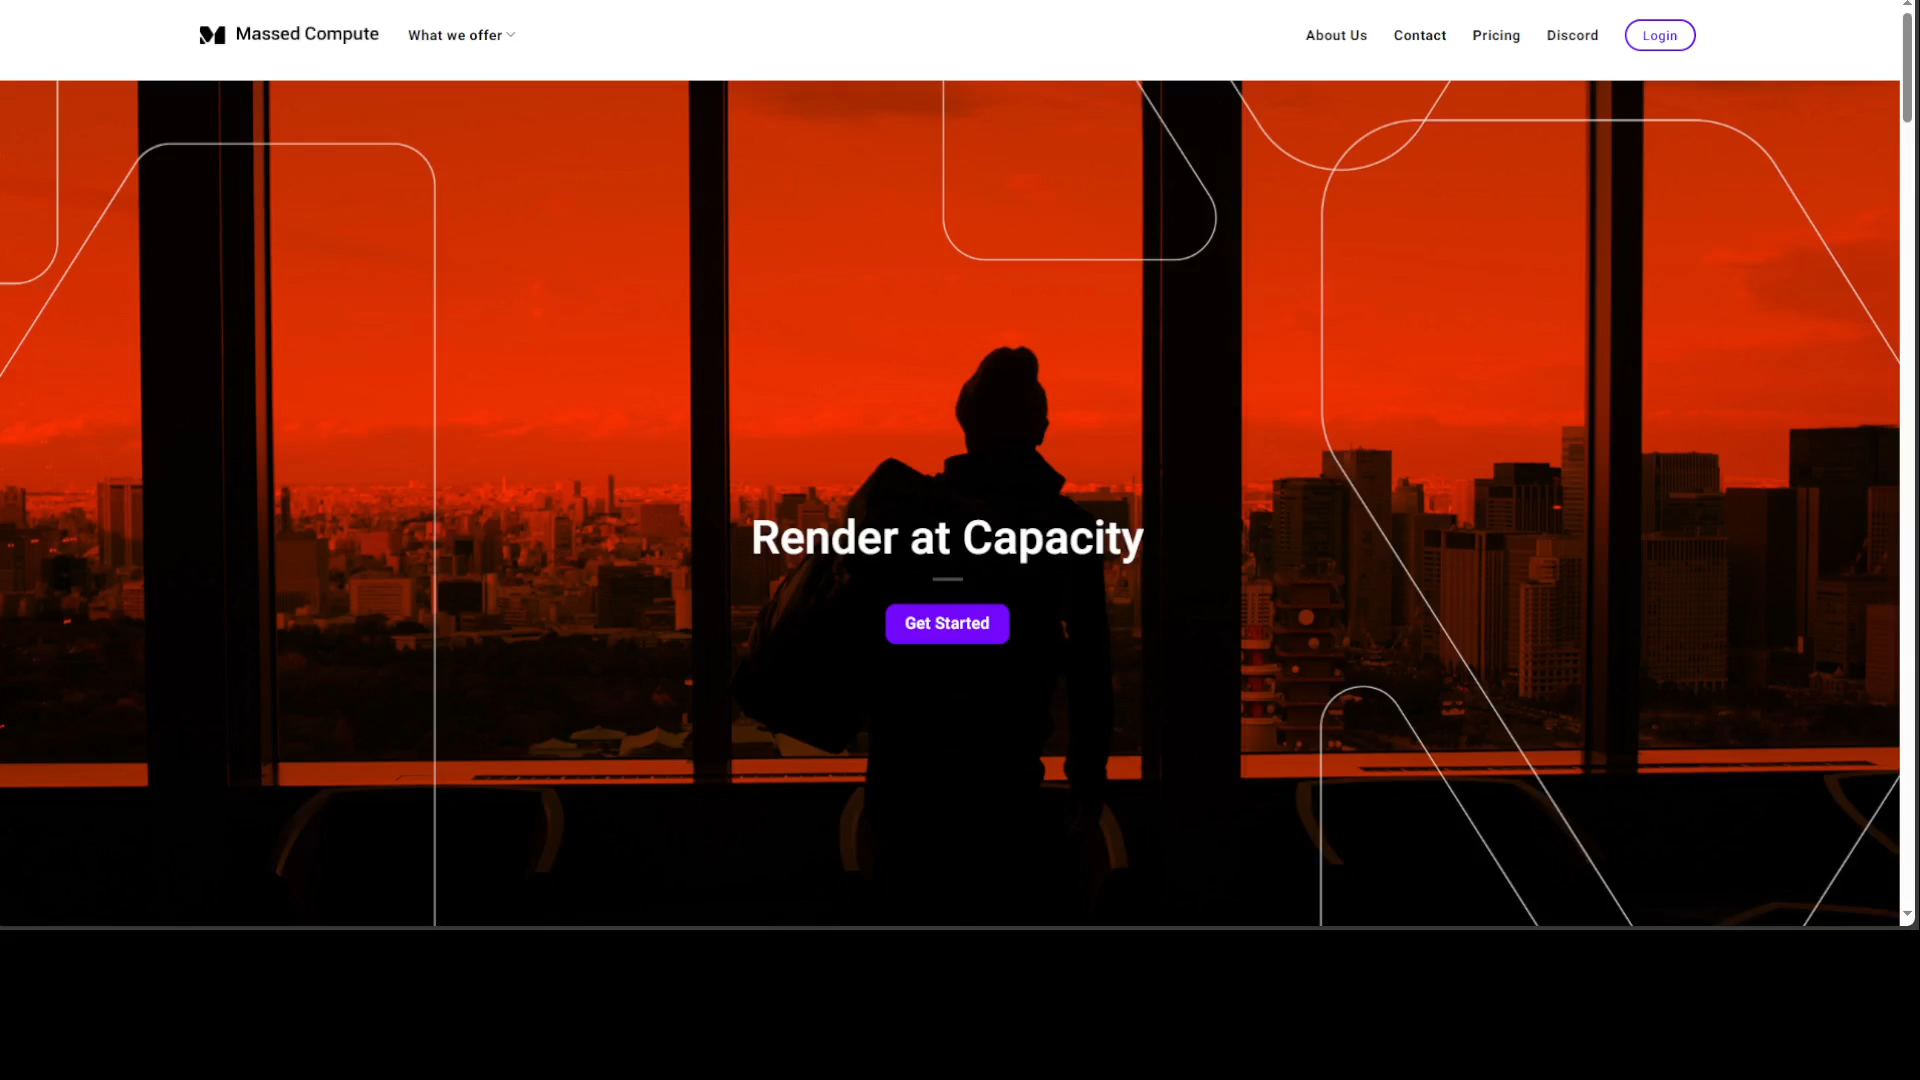 Massed Compute
What we offer
About Us
Contact
Pricing
Discord
Login
Render at Capacity
Get Started